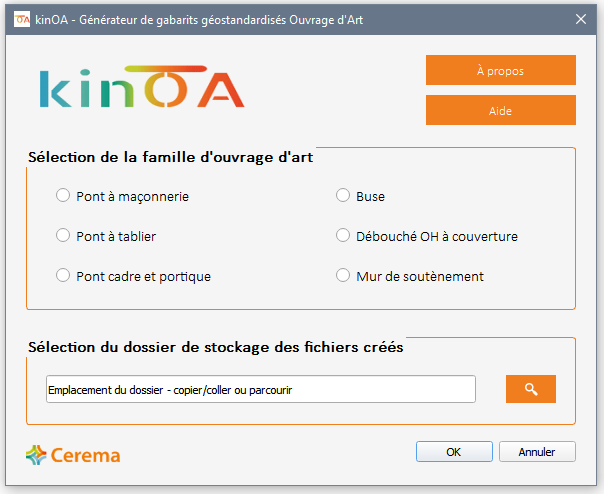 kinOA - Générateur de gabarits géostandardisés Ouvrage d'Art
kinOA
À propos
Aide
Sélection de la famille d'ouvrage d'art
Pont à maçonnerie
Buse
Pont à tablier
Débouché OH à couverture
Pont cadre et portique
Mur de soutènement
Sélection du dossier de stockage des fichiers créés
Emplacement du dossier - copier/coller ou parcourir
Cerema
OK
Annuler